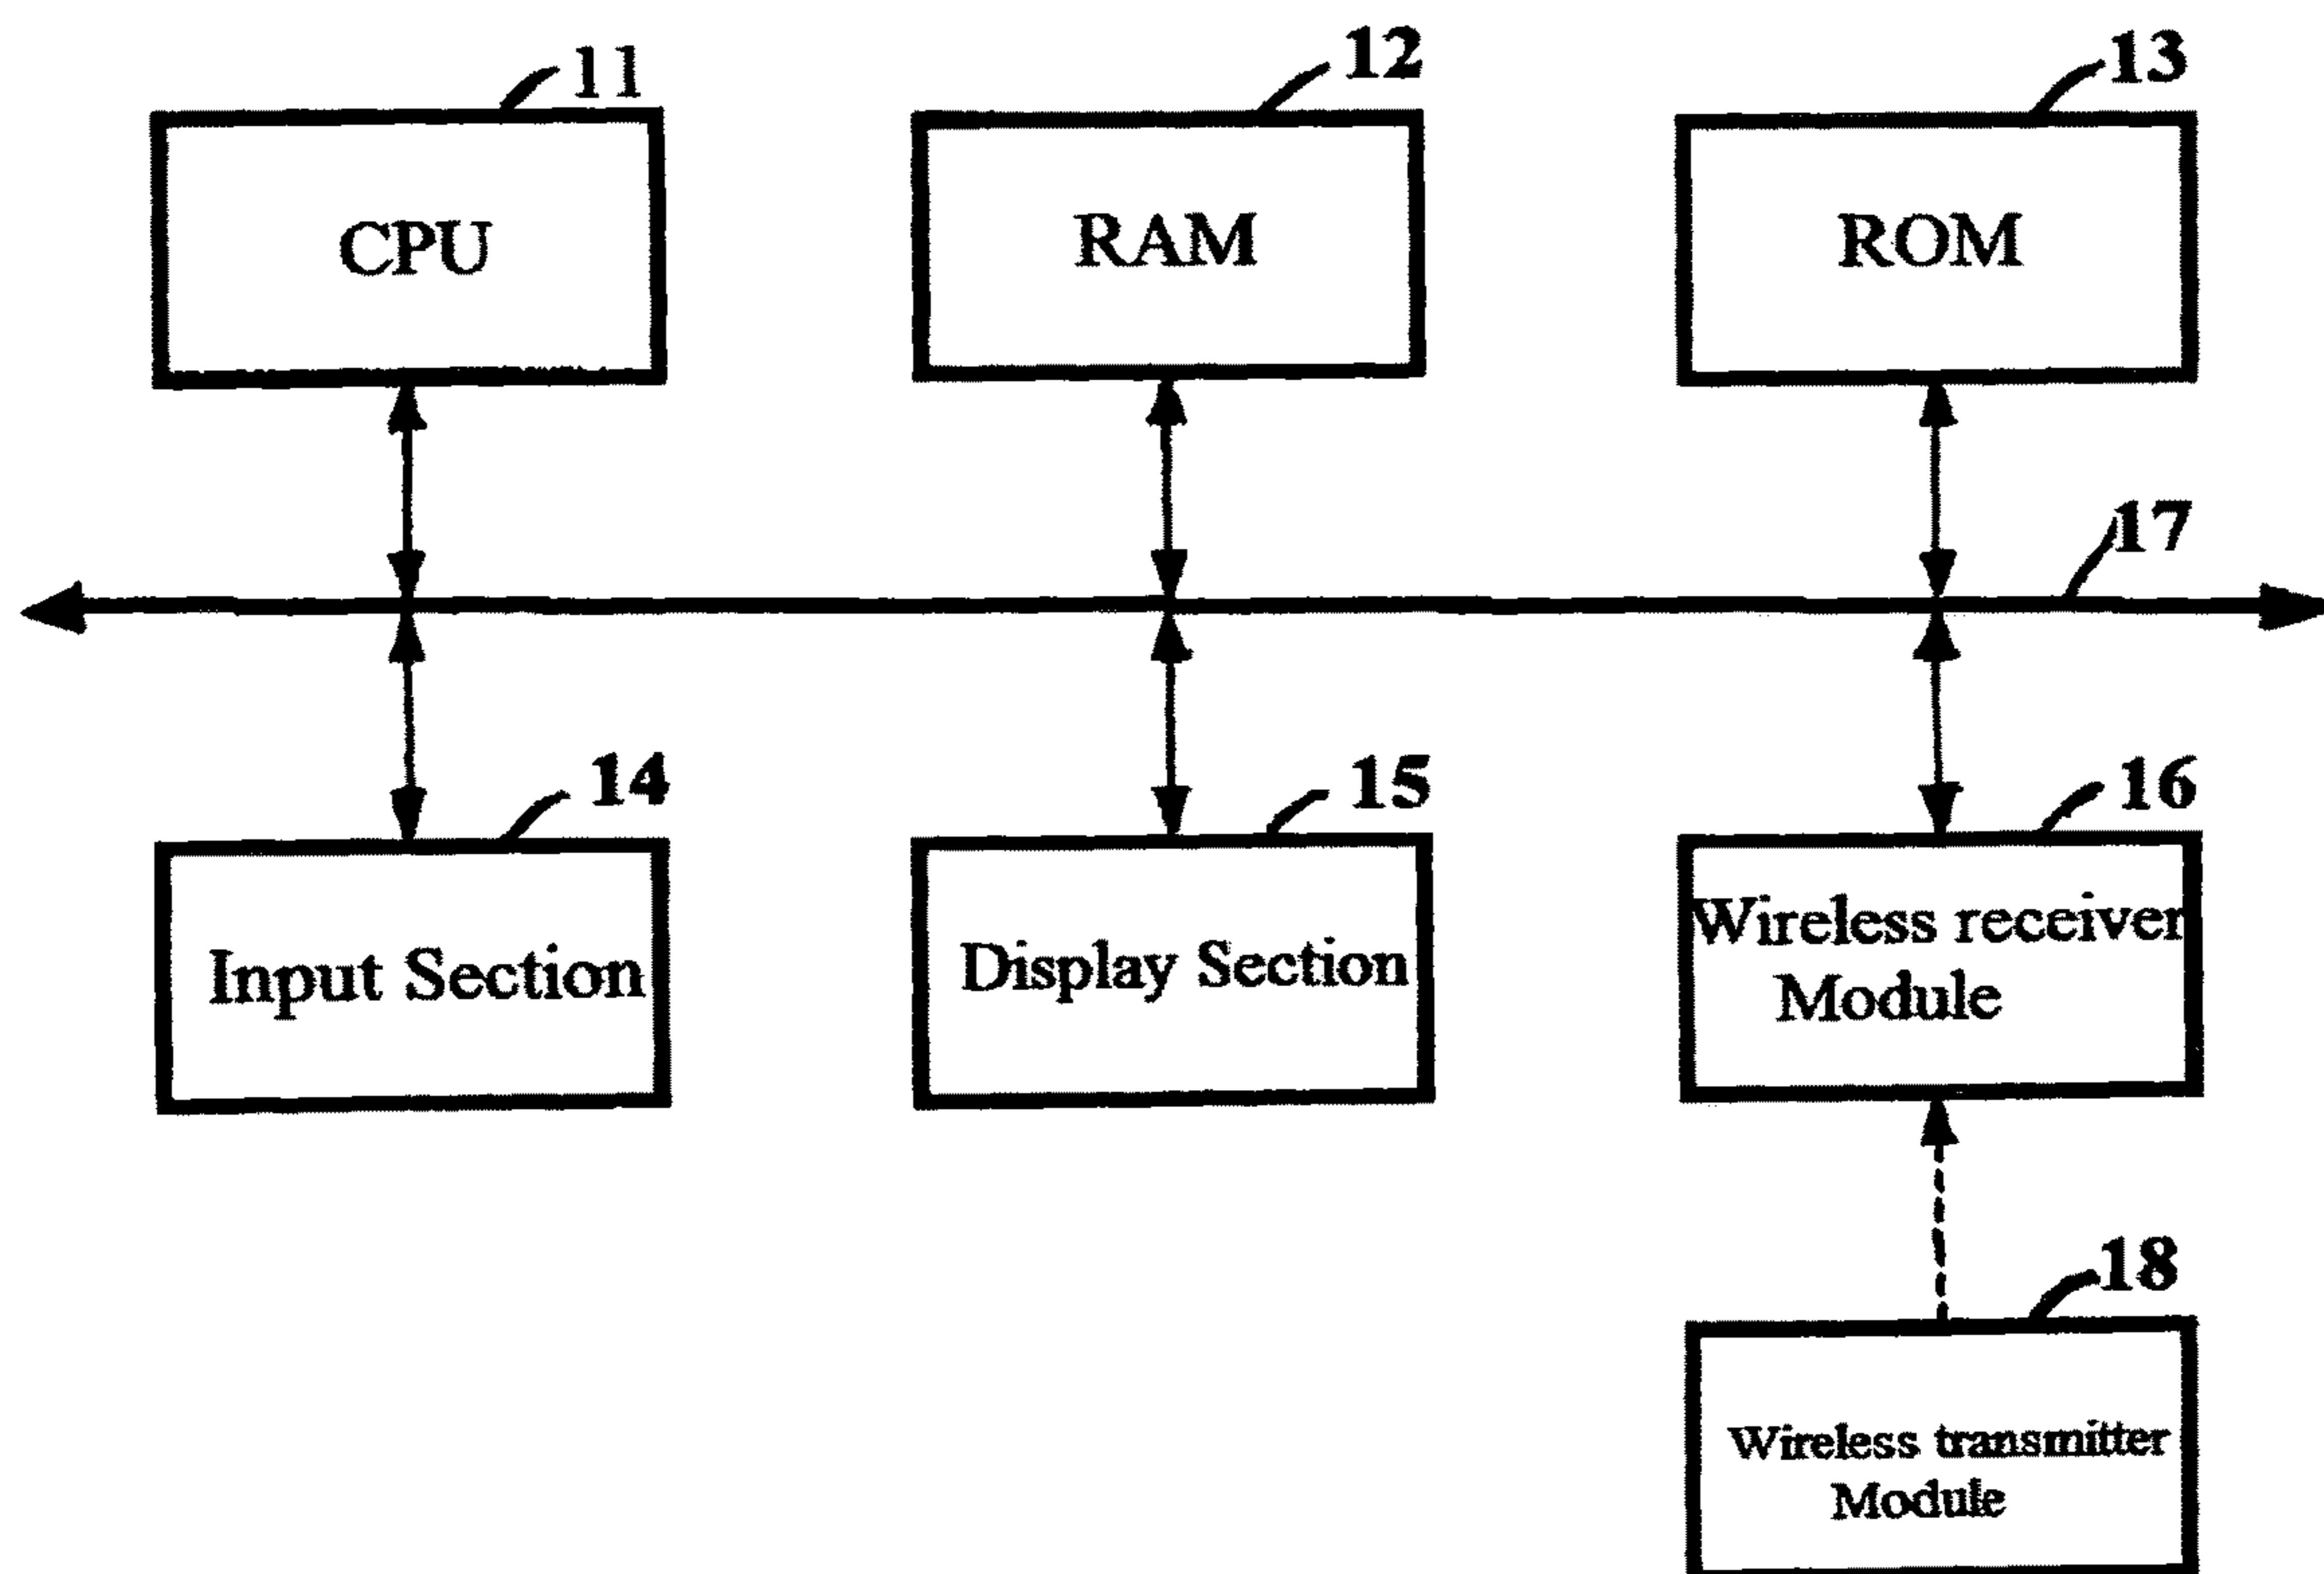 11
12
13
CPU
RAM
ROM
17
14
15
16
Input Section
Display Section
Wireless receiver
Module
18
Wireless transmitter
Module